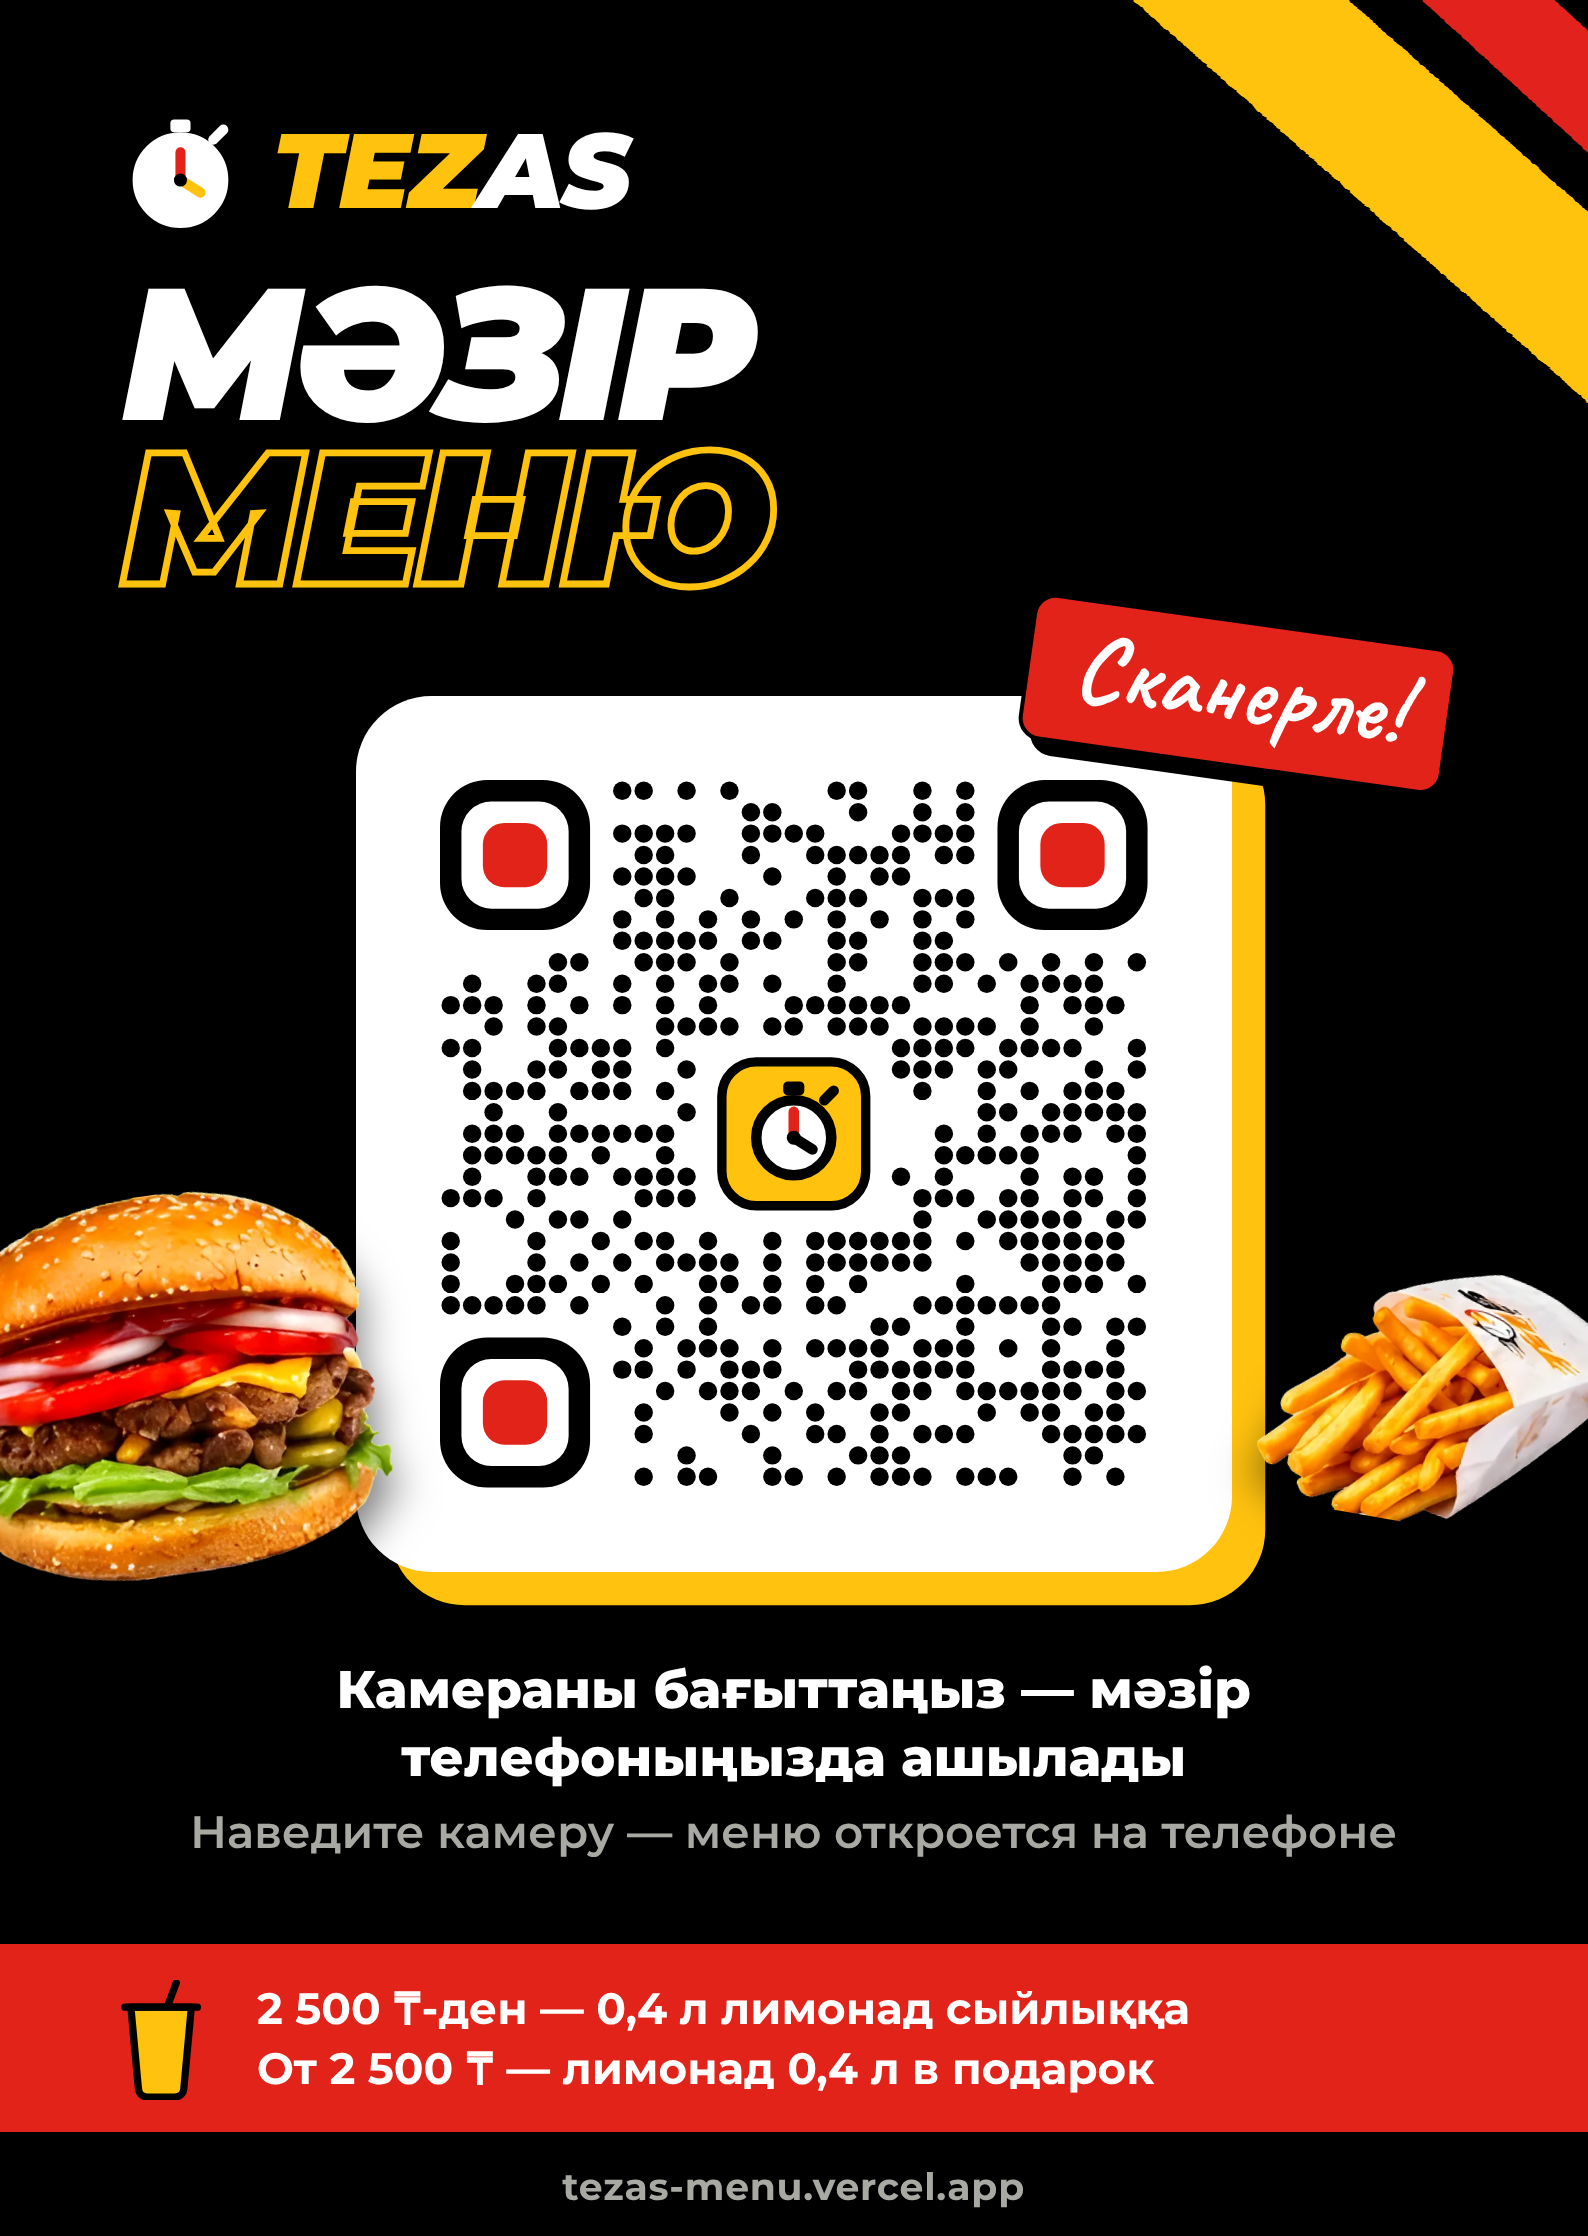 TEZAS
МӘЗІР
МЕНЮ
Сканерле!
Камераны бағыттаңыз — мәзір
телефоныңызда ашылады
Наведите камеру — меню откроется на телефоне
2 500 ₸-ден — 0,4 л лимонад сыйлыққа
От 2 500 ₸ — лимонад 0,4 л в подарок
tezas-menu.vercel.app